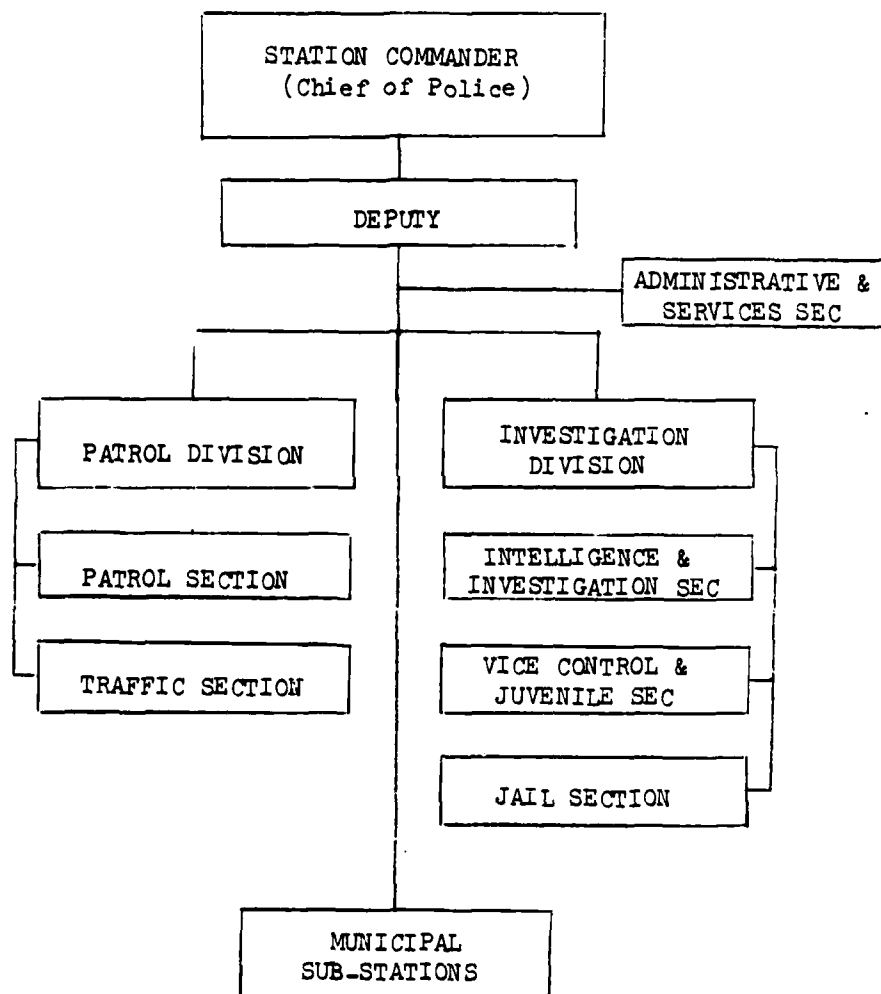 STATION COMMANDER
(Chief of Police)
DEPUTY
ADMINISTRATIVE &
SERVICES SEC
PATROL DIVISION
INVESTIGATION
DIVISION
PATROL SECTION
INTELLIGENCE &
INVESTIGATION SEC
TRAFFIC SECTION
VICE CONTROL &
JUVENILE SEC
JAIL SECTION
MUNICIPAL
SUB-STATIONS